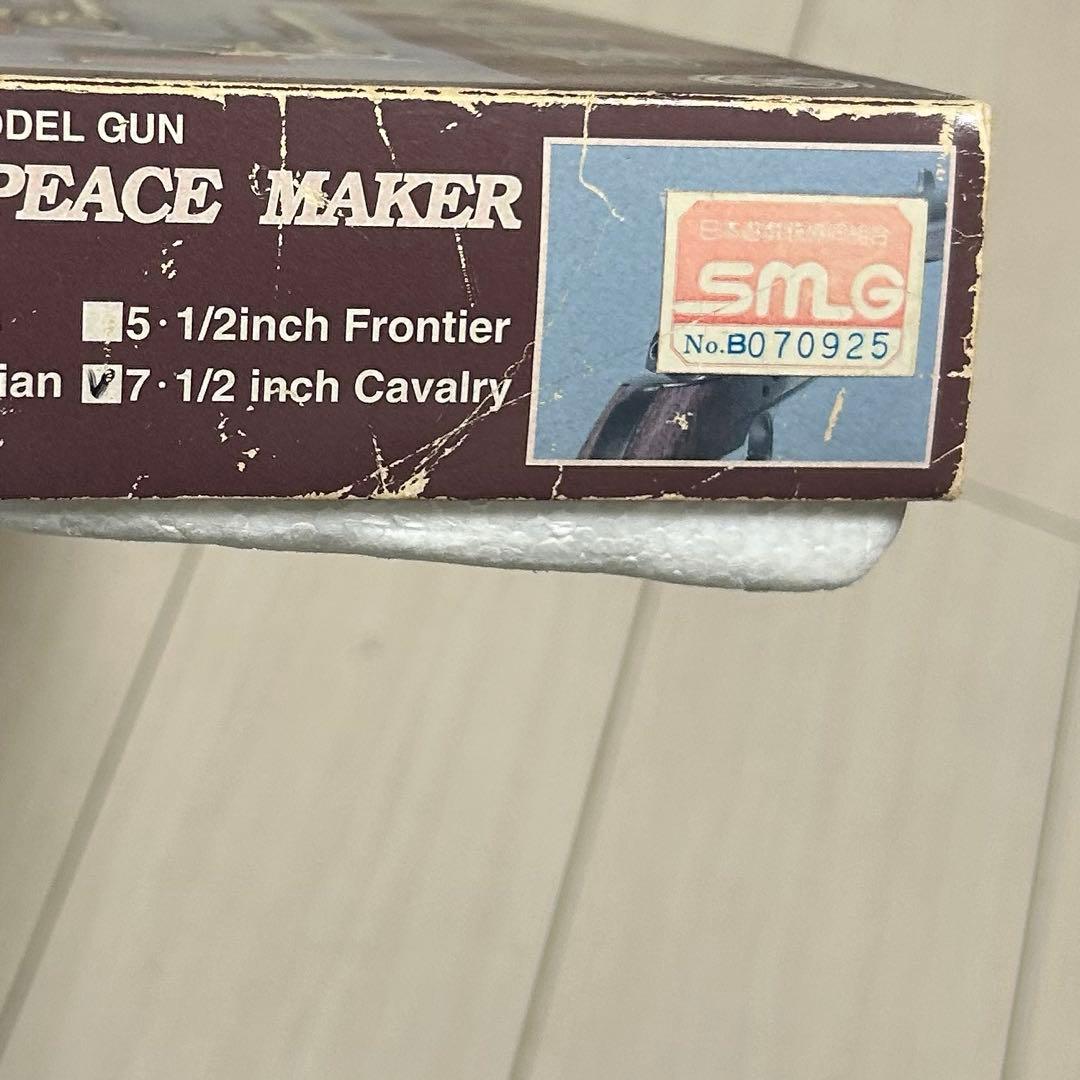 ODEL GUN
PEACE MAKER
5·1/2inch Frontier
ian 7·1/2 inch Cavalry
SMG
No.B070925